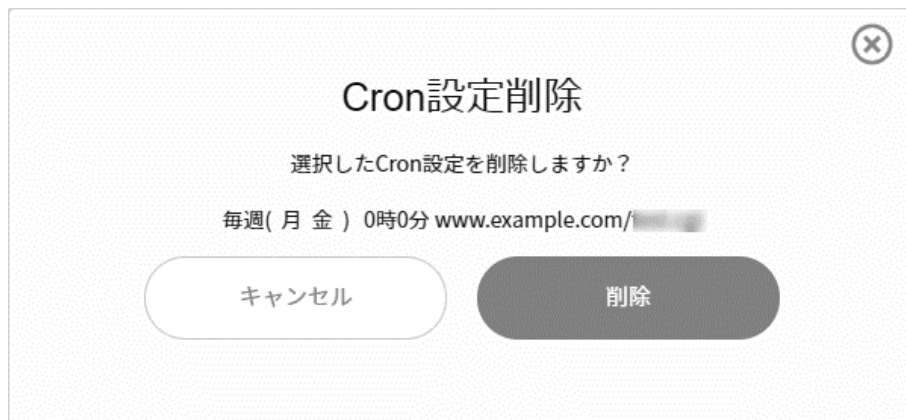 Cron設定削除
選択したCron設定を削除しますか？
毎週( 月 金 ) 0時0分 www.example.com/
キャンセル
削除